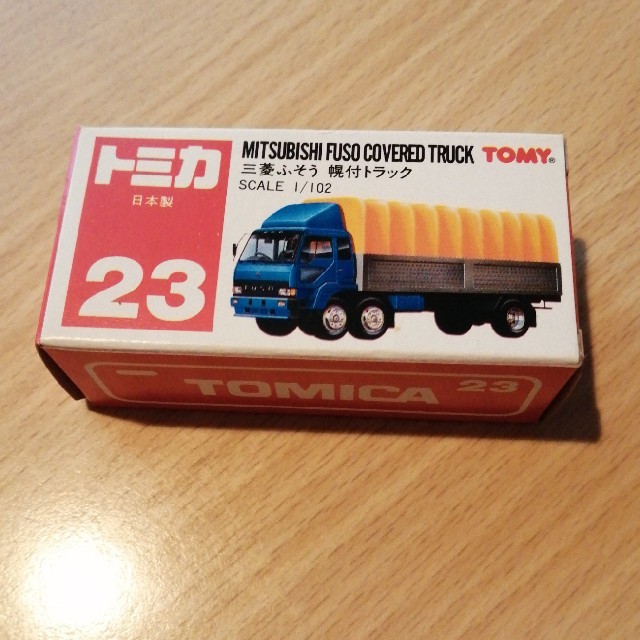 トミカ
日本製
23
MITSUBISHI FUSO COVERED TRUCK TOMY®
三菱ふそう 幌付トラック
SCALE 1/102
FUSO
TOMICA 23